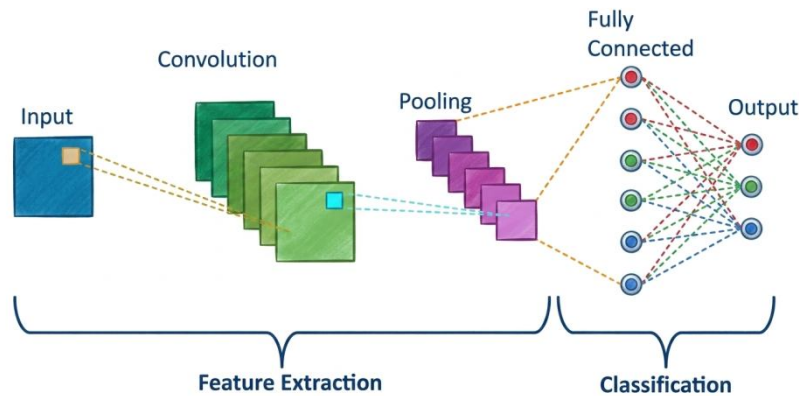 Input
Convolution
Pooling
Fully
Connected
Output
Feature Extraction
Classification